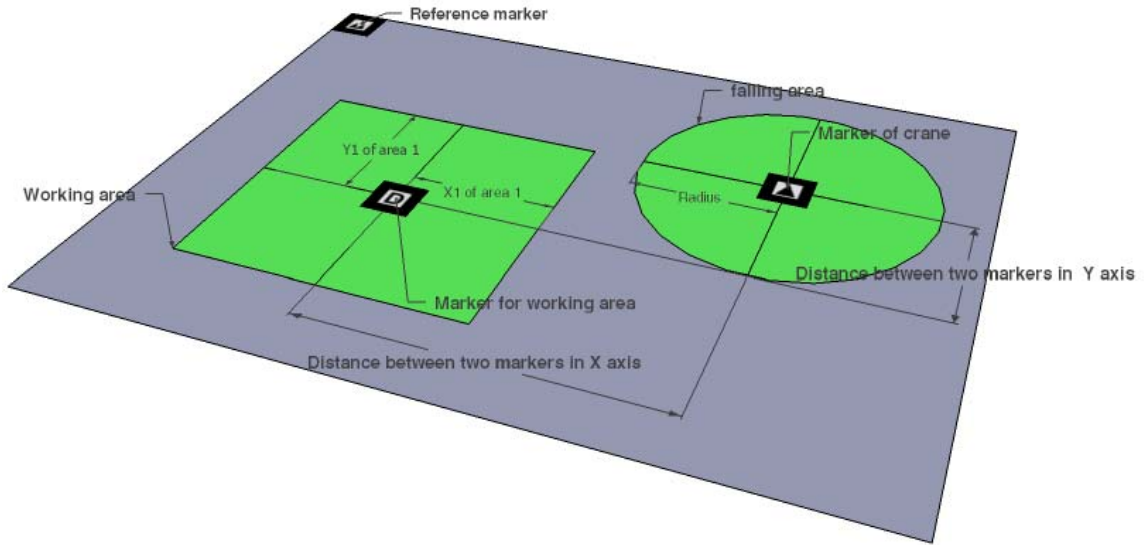 Reference marker
falling area
Marker of crane
Y1 of area 1
X1 of area 1
Working area
Radius
D
Distance between two markers in Y axis
Marker for working area
Distance between two markers in X axis